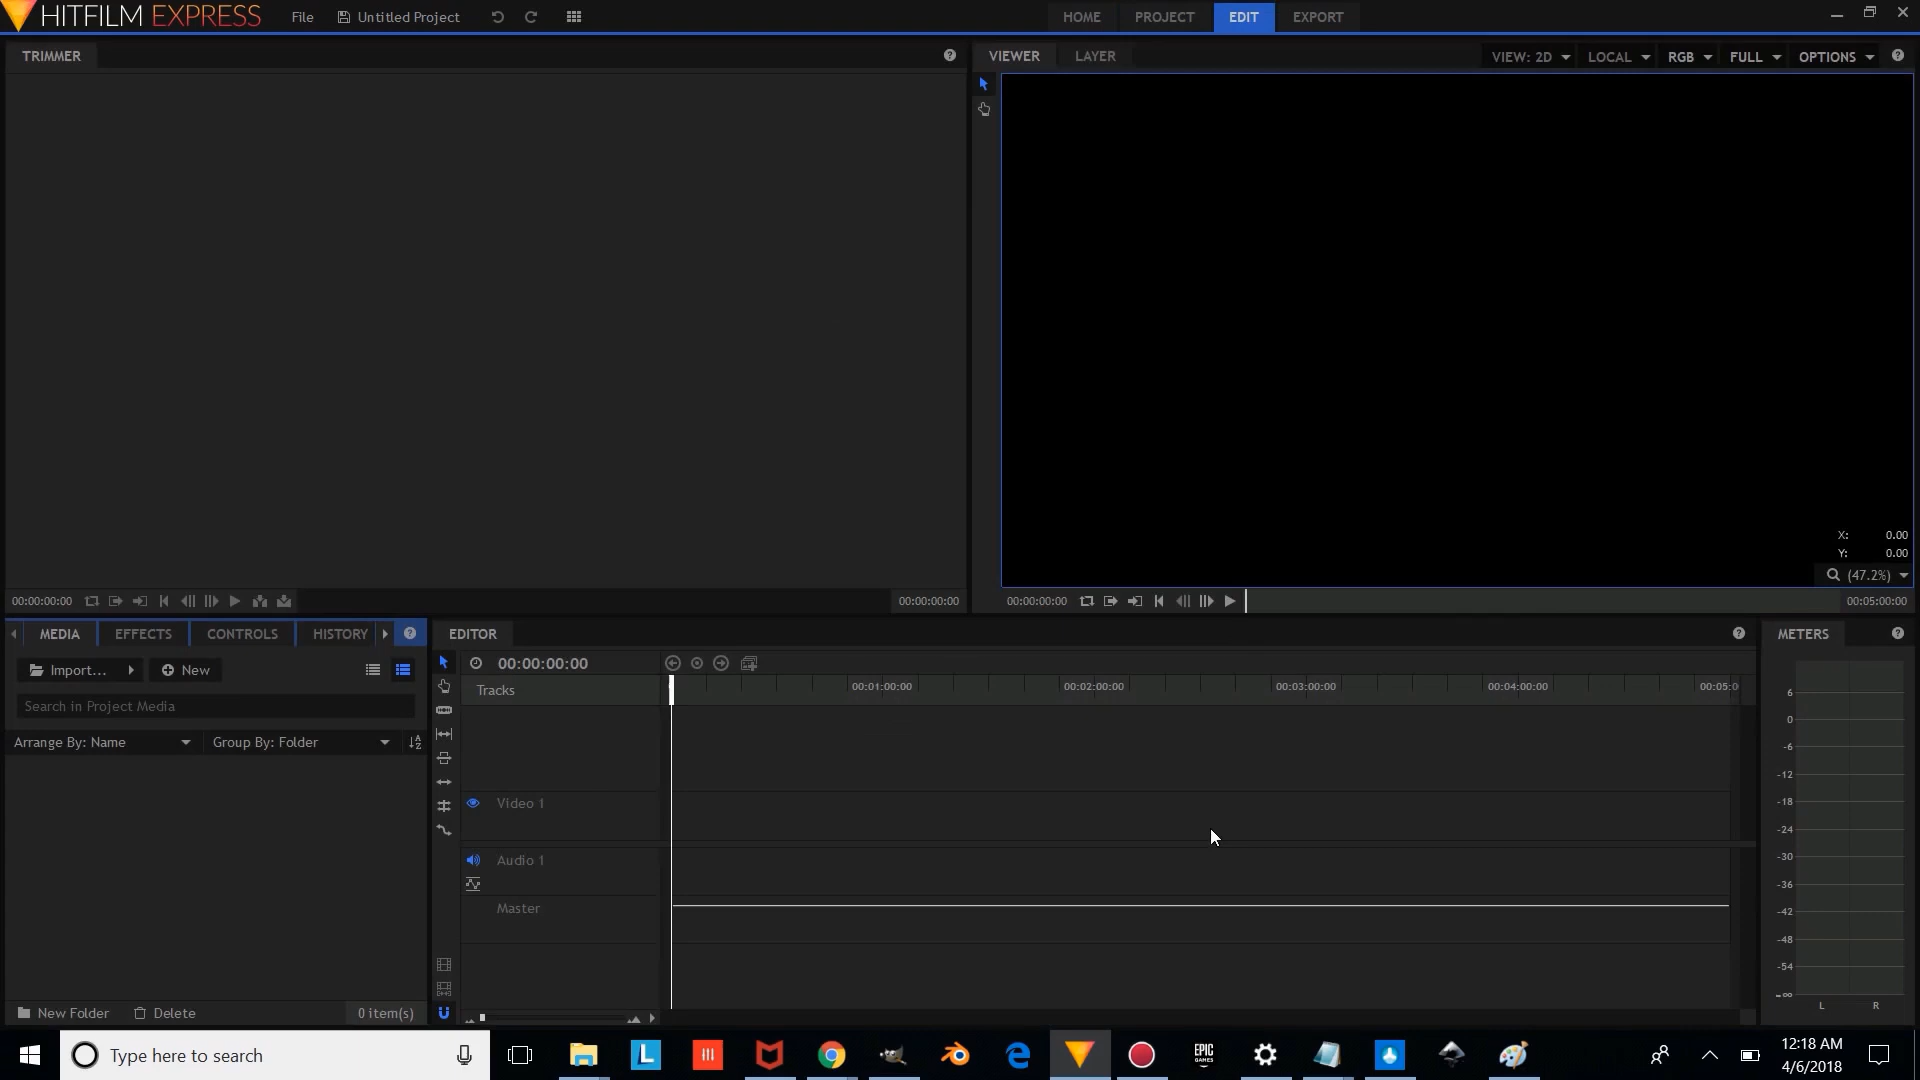 HITFILM EXPRESS File Untitled Project HOME PROJECT EDIT EXPORT
TRIMMER
VIEWER LAYER VIEW: 2D LOCAL RGB FULL OPTIONS
X: 0.00
Y: 0.00
(47.2%)
00:00:00:00 00:00:00:00
00:00:00:00 00:05:00:00
MEDIA EFFECTS CONTROLS HISTORY
Import... New
Search in Project Media
Arrange By: Name Group By: Folder
New Folder Delete 0 item(s)
EDITOR
00:00:00:00
Tracks 00:01:00:00 00:02:00:00 00:03:00:00 00:04:00:00 00:05:0
Video 1
Audio 1
Master
METERS
6
0
-6
-12
-18
-24
-30
-36
-42
-48
-54
-∞
L R
Type here to search
L
EPIC
GAMES
12:18 AM
4/6/2018